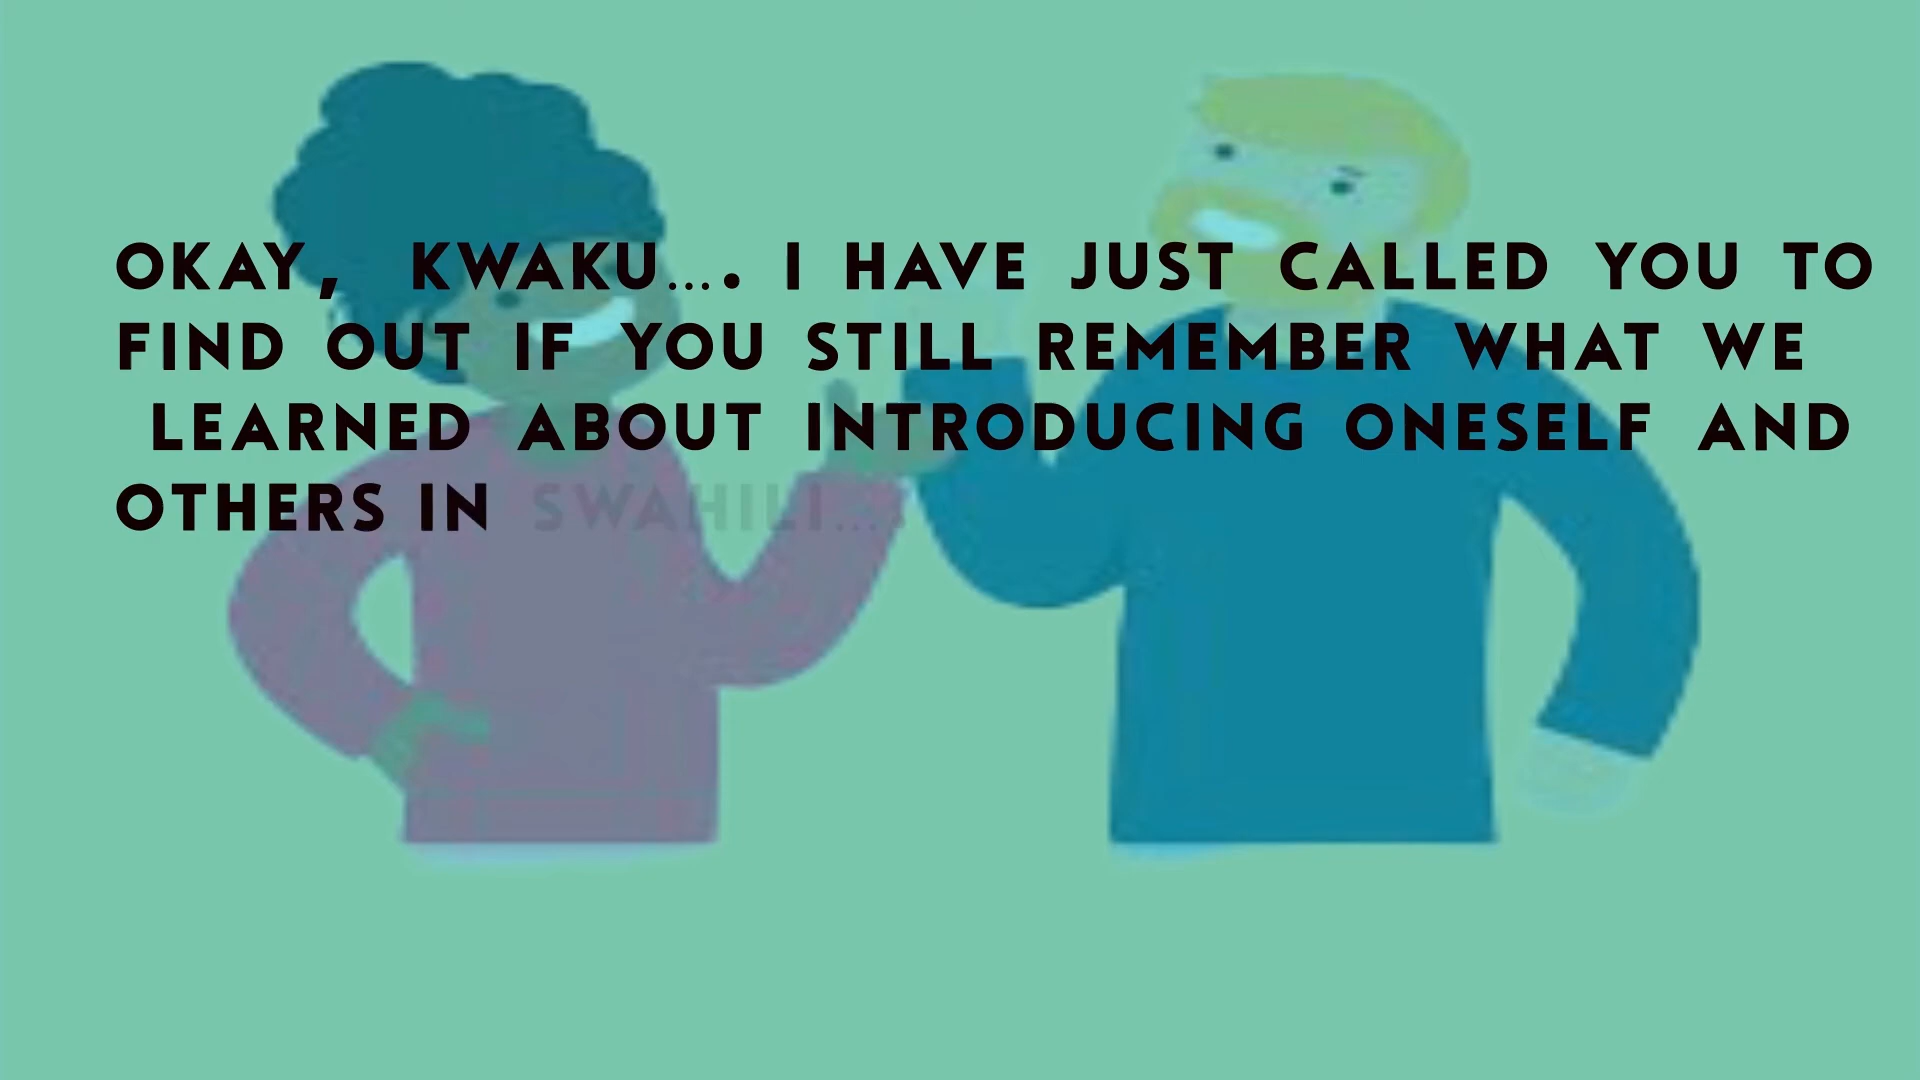 OKAY, KWAKU.... I HAVE JUST CALLED YOU TO
FIND OUT IF YOU STILL REMEMBER WHAT WE
LEARNED ABOUT INTRODUCING ONESELF AND
OTHERS IN SWAHILI....